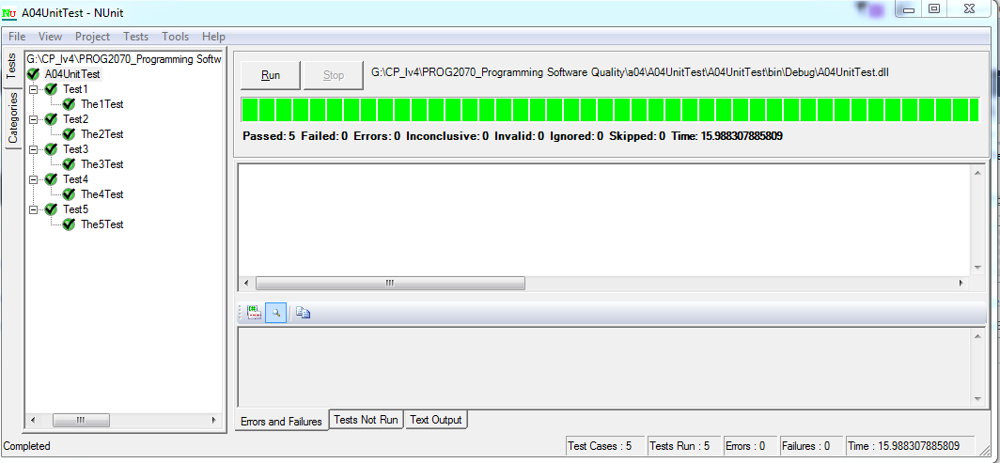 A04UnitTest - NUnit
File View Project Tests Tools Help
Tests
Categories
G:\CP_Iv4\PROG2070_Programming Softw
A04UnitTest
Test1
The1Test
Test2
The2Test
Test3
The3Test
Test4
The4Test
Test5
The5Test
Run Stop G:\CP_Iv4\PROG2070_Programming Software Quality\a04\A04UnitTest\A04UnitTest\bin\Debug\A04UnitTest.dll
Passed: 5 Failed: 0 Errors: 0 Inconclusive: 0 Invalid: 0 Ignored: 0 Skipped: 0 Time: 15.988307885809
Errors and Failures Tests Not Run Text Output
Completed Test Cases : 5 Tests Run : 5 Errors : 0 Failures : 0 Time : 15.988307885809